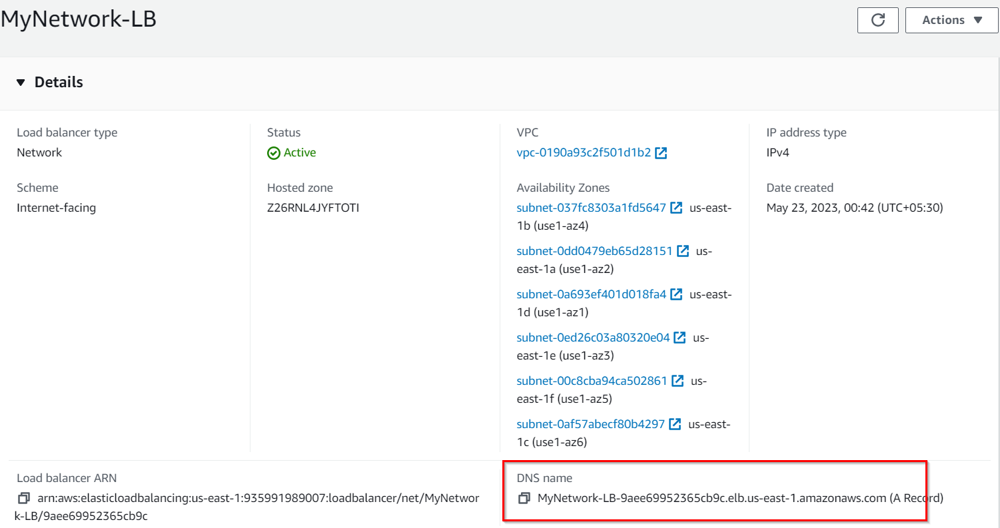 MyNetwork-LB
Actions
Details
Load balancer type
Network
Status
Active
VPC
vpc-0190a93c2f501d1b2
IP address type
IPv4
Scheme
Internet-facing
Hosted zone
Z26RNL4JYFTOTI
Availability Zones
subnet-037fc8303a1fd5647 us-east-
1b (use1-az4)
subnet-0dd0479eb65d28151 us-
east-1a (use1-az2)
subnet-0a693ef401d018fa4 us-east-
1d (use1-az1)
subnet-0ed26c03a80320e04 us-
east-1e (use1-az3)
subnet-00c8cba94ca502861 us-
east-1f (use1-az5)
subnet-0af57abecf80b4297 us-east-
1c (use1-az6)
Date created
May 23, 2023, 00:42 (UTC+05:30)
Load balancer ARN
arn:aws:elasticloadbalancing:us-east-1:935991989007:loadbalancer/net/MyNetwor
k-LB/9aee69952365cb9c
DNS name
MyNetwork-LB-9aee69952365cb9c.elb.us-east-1.amazonaws.com (A Record)